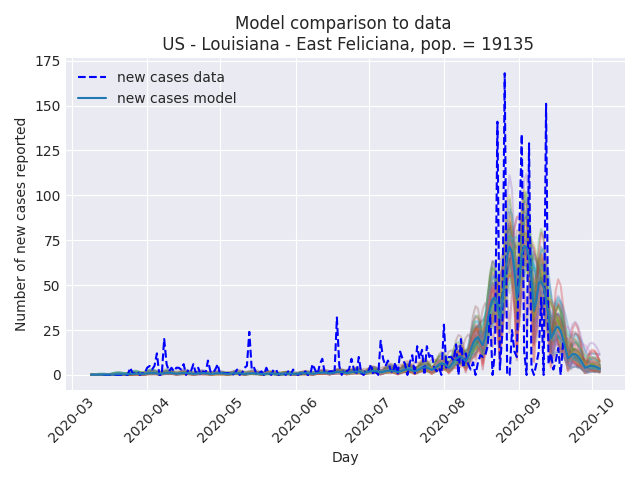 Model comparison to data
US - Louisiana - East Feliciana, pop. = 19135
new cases data
new cases model
Number of new cases reported
175
150
125
100
75
50
25
0
2020-03
2020-04
2020-05
2020-06
2020-07
2020-08
2020-09
2020-10
Day